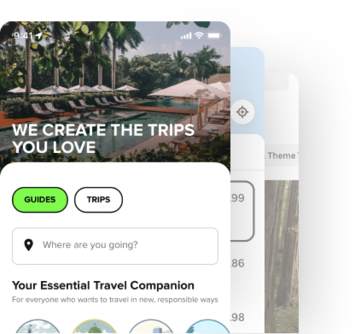 9:41
WE CREATE THE TRIPS
YOU LOVE
GUIDES
TRIPS
Where are you going?
Your Essential Travel Companion
For everyone who wants to travel in new, responsible ways
Theme
99
.86
.98